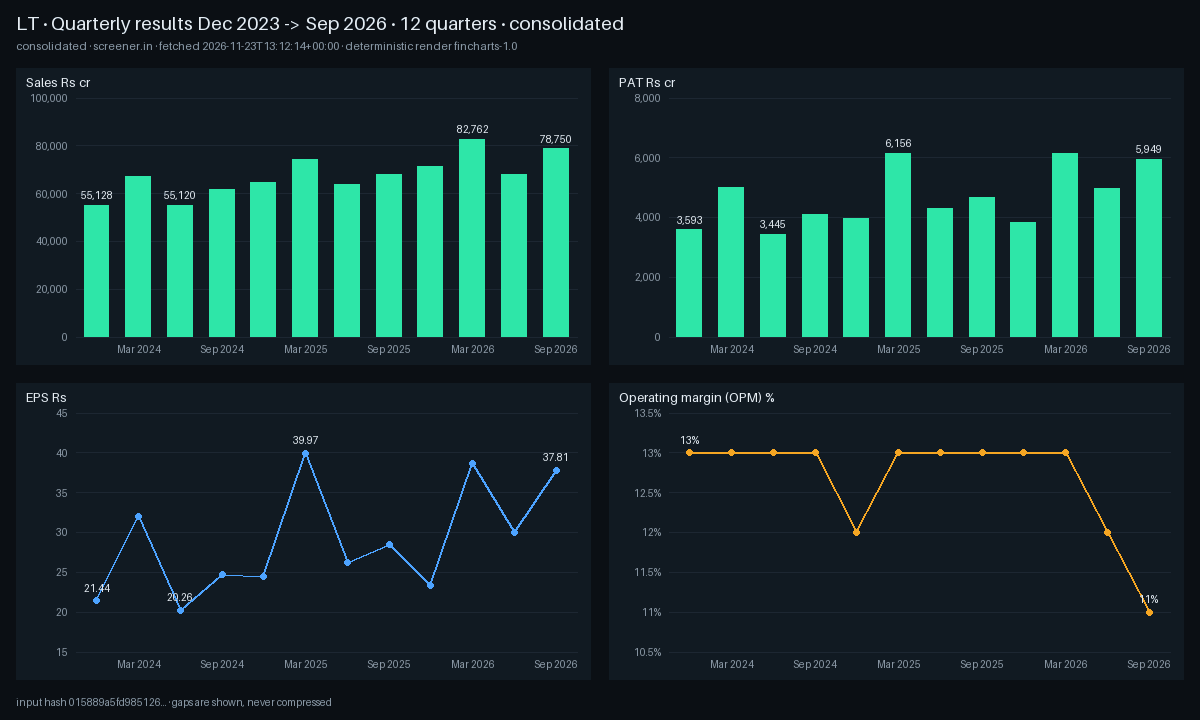 LT · Quarterly results Dec 2023 -> Sep 2026 · 12 quarters · consolidated
consolidated · screener.in · fetched 2026-11-23T13:12:14+00:00 · deterministic render fincharts-1.0
Sales Rs cr
100,000
80,000
60,000
40,000
20,000
0
55,128
55,120
82,762
78,750
Mar 2024
Sep 2024
Mar 2025
Sep 2025
Mar 2026
Sep 2026
PAT Rs cr
8,000
6,000
4,000
2,000
0
3,593
3,445
6,156
5,949
Mar 2024
Sep 2024
Mar 2025
Sep 2025
Mar 2026
Sep 2026
EPS Rs
45
40
35
30
25
20
15
21.44
20.26
39.97
37.81
Mar 2024
Sep 2024
Mar 2025
Sep 2025
Mar 2026
Sep 2026
Operating margin (OPM) %
13.5%
13%
12.5%
12%
11.5%
11%
10.5%
13%
11%
Mar 2024
Sep 2024
Mar 2025
Sep 2025
Mar 2026
Sep 2026
input hash 015889a5fd985126… · gaps are shown, never compressed